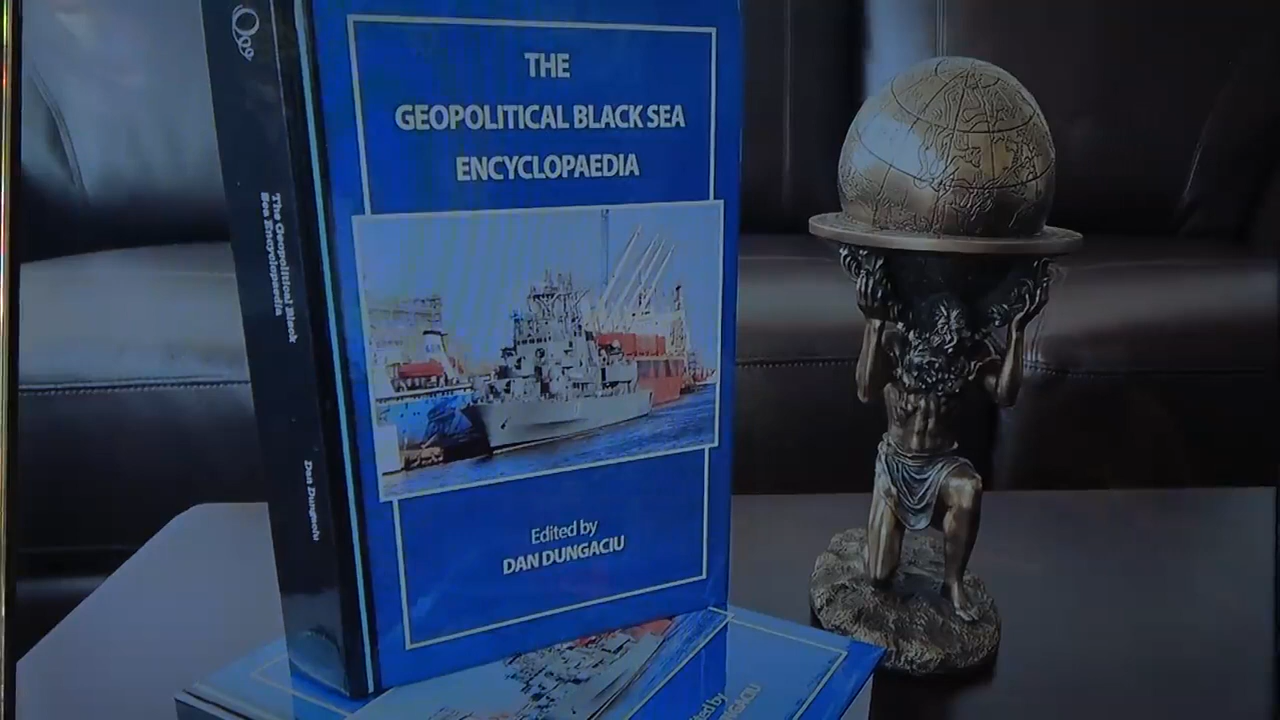 THE
GEOPOLITICAL BLACK SEA
ENCYCLOPAEDIA
Edited by
DAN DUNGACIU
The Geopolitical Black
Sea Encyclopaedia
Dan Dungaciu